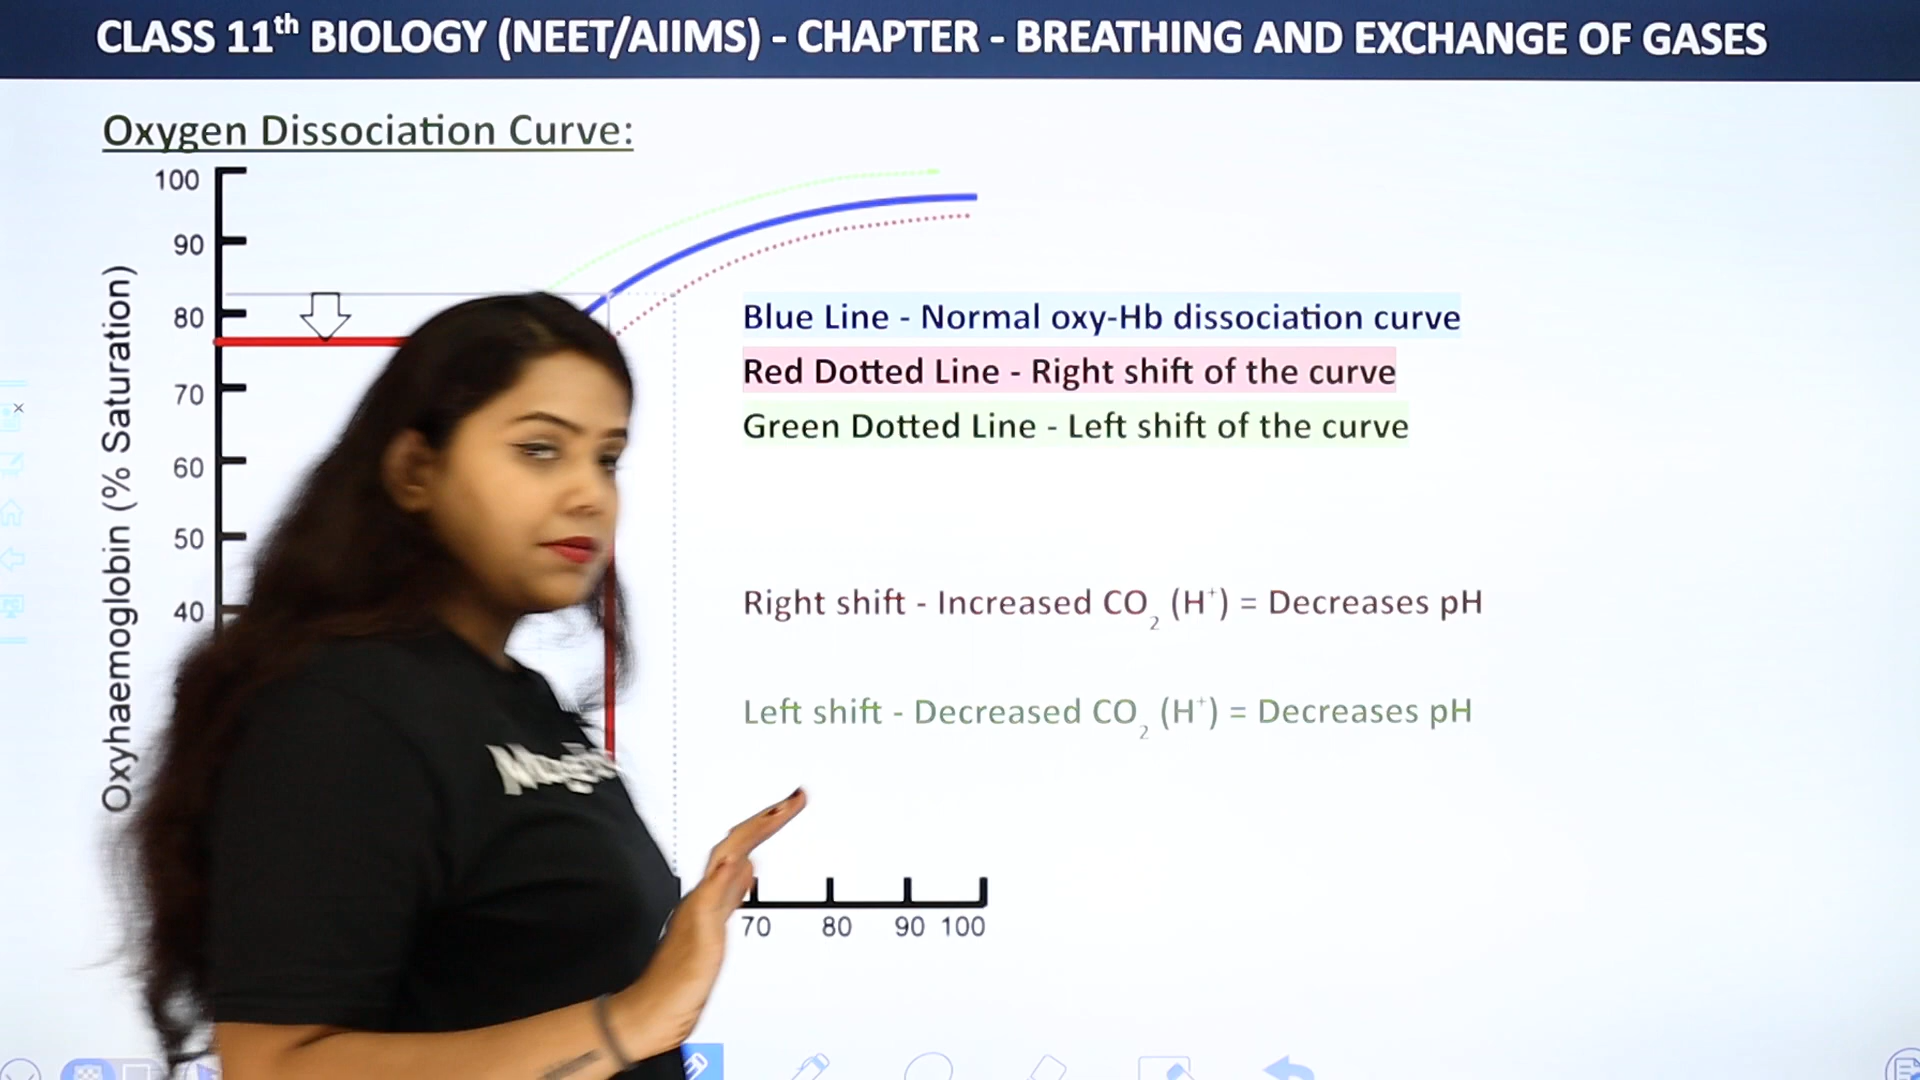 CLASS 11th BIOLOGY (NEET/AIIMS) - CHAPTER - BREATHING AND EXCHANGE OF GASES
Oxygen Dissociation Curve:
100
90
80
70
60
50
40
Oxyhaemoglobin (% Saturation)
Blue Line - Normal oxy-Hb dissociation curve
Red Dotted Line - Right shift of the curve
Green Dotted Line - Left shift of the curve
Right shift - Increased CO2 (H+) = Decreases pH
Left shift - Decreased CO2 (H+) = Decreases pH
70 80 90 100